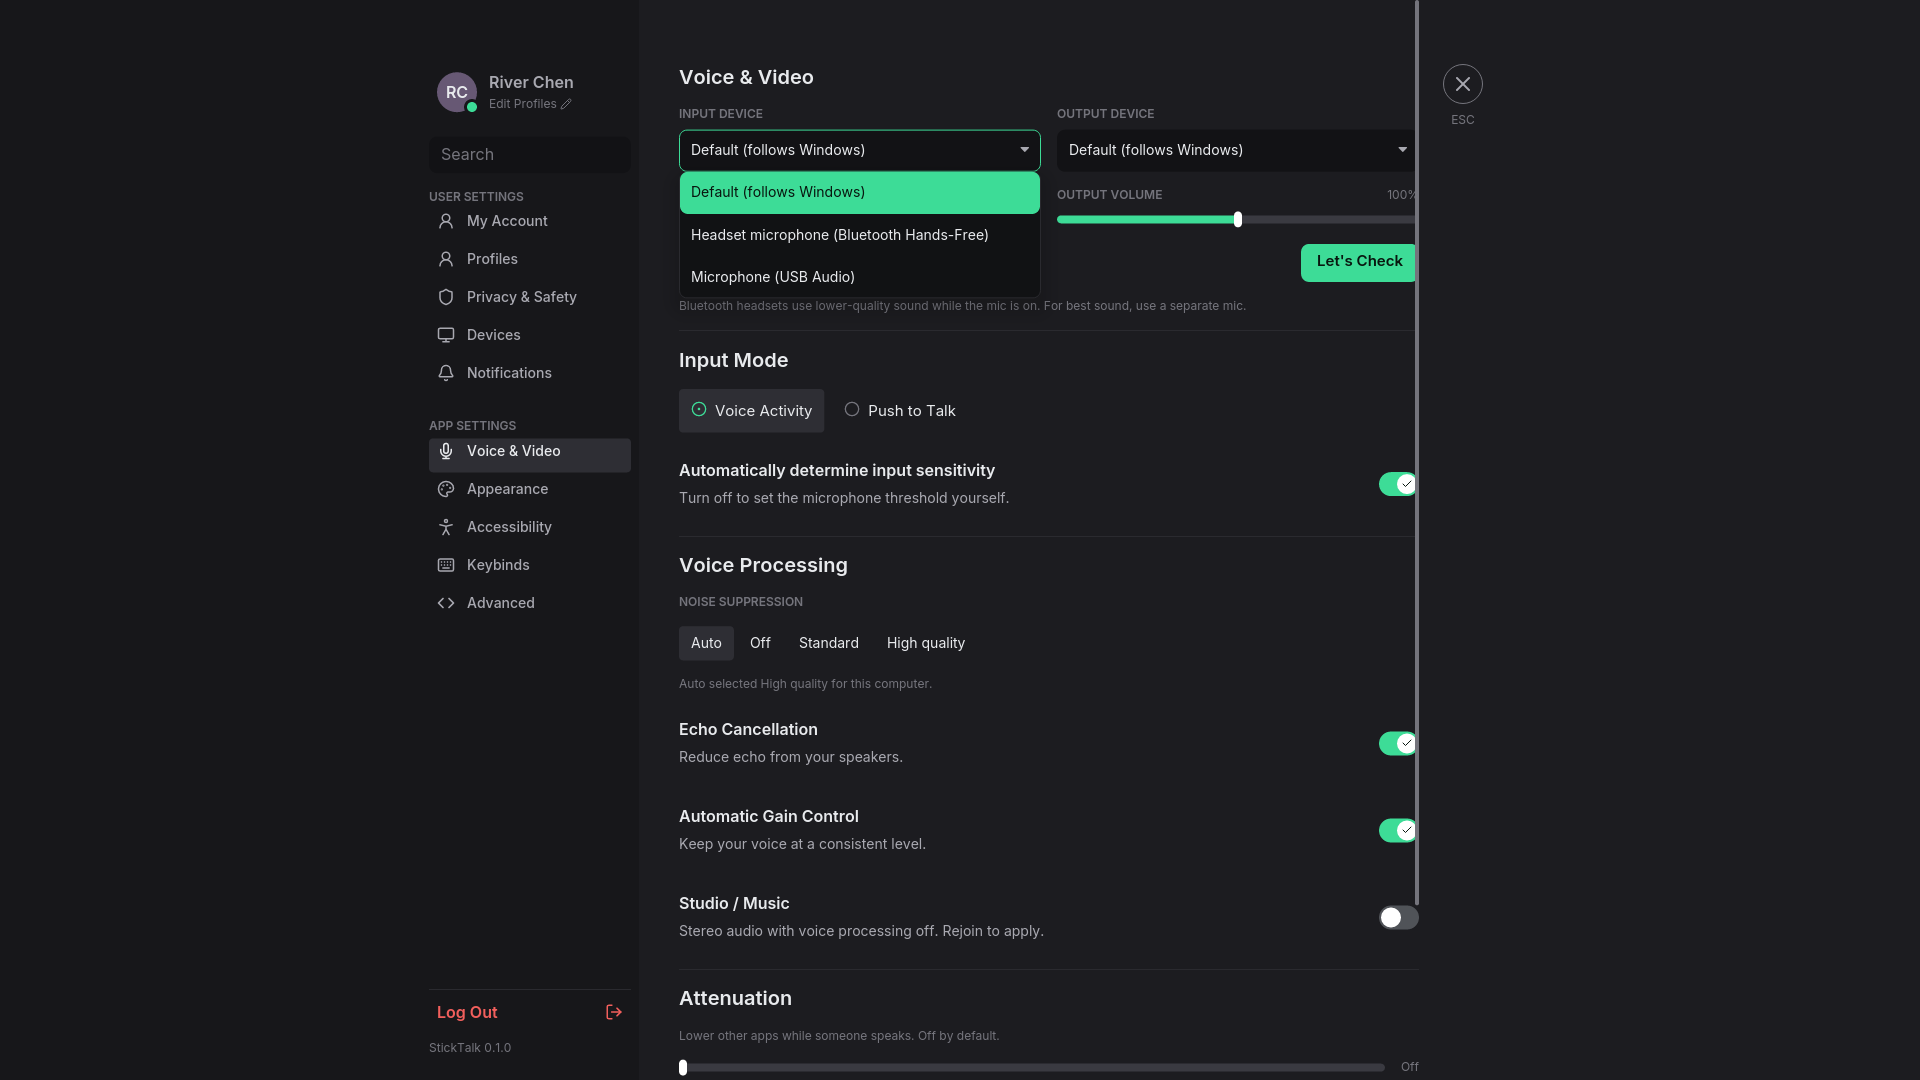 RC
River Chen
Edit Profiles
Search
USER SETTINGS
My Account
Profiles
Privacy & Safety
Devices
Notifications
APP SETTINGS
Voice & Video
Appearance
Accessibility
Keybinds
Advanced
Log Out
StickTalk 0.1.0
Voice & Video
INPUT DEVICE
Default (follows Windows)
Default (follows Windows)
Headset microphone (Bluetooth Hands-Free)
Microphone (USB Audio)
OUTPUT DEVICE
Default (follows Windows)
OUTPUT VOLUME 100%
Let's Check
Bluetooth headsets use lower-quality sound while the mic is on. For best sound, use a separate mic.
Input Mode
Voice Activity Push to Talk
Automatically determine input sensitivity
Turn off to set the microphone threshold yourself.
Voice Processing
NOISE SUPPRESSION
Auto Off Standard High quality
Auto selected High quality for this computer.
Echo Cancellation
Reduce echo from your speakers.
Automatic Gain Control
Keep your voice at a consistent level.
Studio / Music
Stereo audio with voice processing off. Rejoin to apply.
Attenuation
Lower other apps while someone speaks. Off by default.
Off
ESC